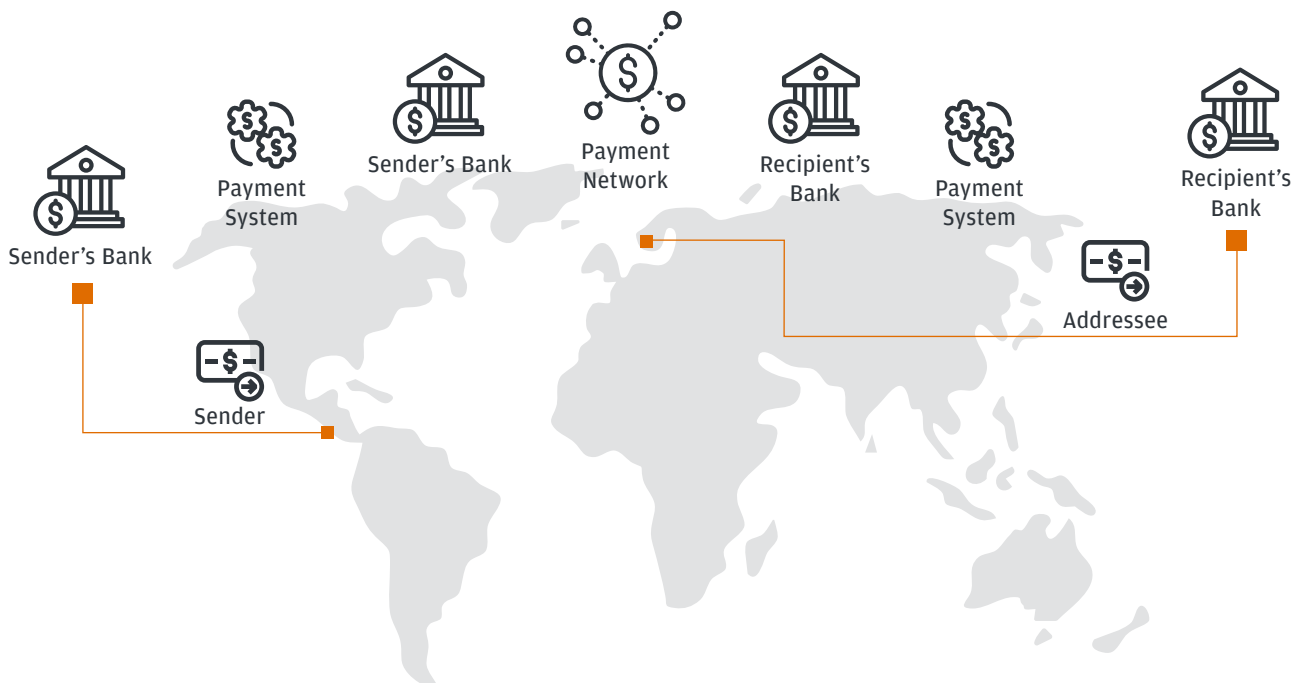 Sender's Bank
Payment
System
Sender's Bank
Payment
Network
Recipient's
Bank
Payment
System
Recipient's
Bank
Sender
Addressee